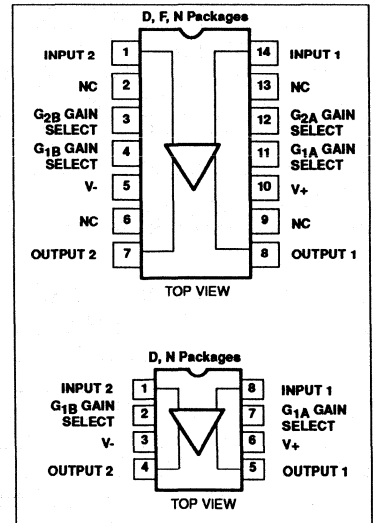 D, F, N Packages
INPUT 2 1 14 INPUT 1
NC 2 13 NC
G2B GAIN SELECT 3 12 G2A GAIN SELECT
G1B GAIN SELECT 4 11 G1A GAIN SELECT
V- 5 10 V+
NC 6 9 NC
OUTPUT 2 7 8 OUTPUT 1
TOP VIEW
D, N Packages
INPUT 2 1 8 INPUT 1
G1B GAIN SELECT 2 7 G1A GAIN SELECT
V- 3 6 V+
OUTPUT 2 4 5 OUTPUT 1
TOP VIEW